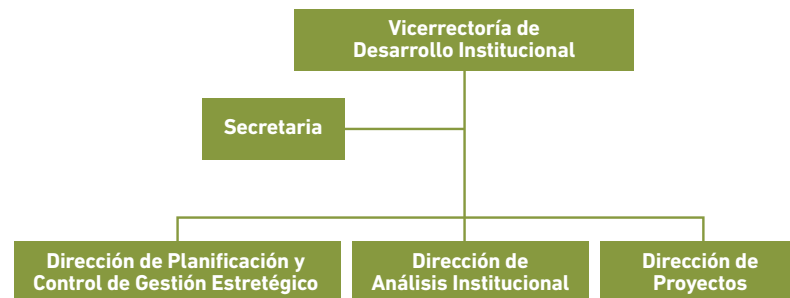 Vicerrectoría de
Desarrollo Institucional
Secretaria
Dirección de Planificación y
Control de Gestión Estretégico
Dirección de
Análisis Institucional
Dirección de
Proyectos